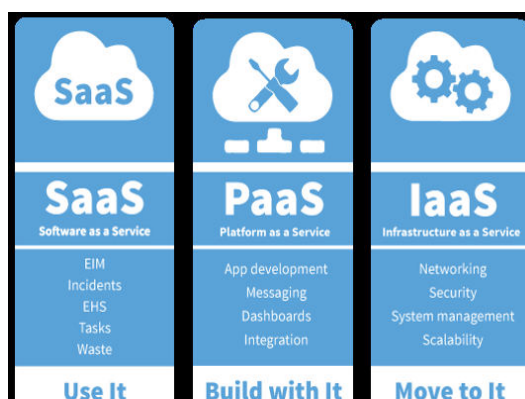 SaaS
SaaS
Software as a Service
EIM
Incidents
EHS
Tasks
Waste
Use It
PaaS
Platform as a Service
App development
Messaging
Dashboards
Integration
Build with It
IaaS
Infrastructure as a Service
Networking
Security
System management
Scalability
Move to It